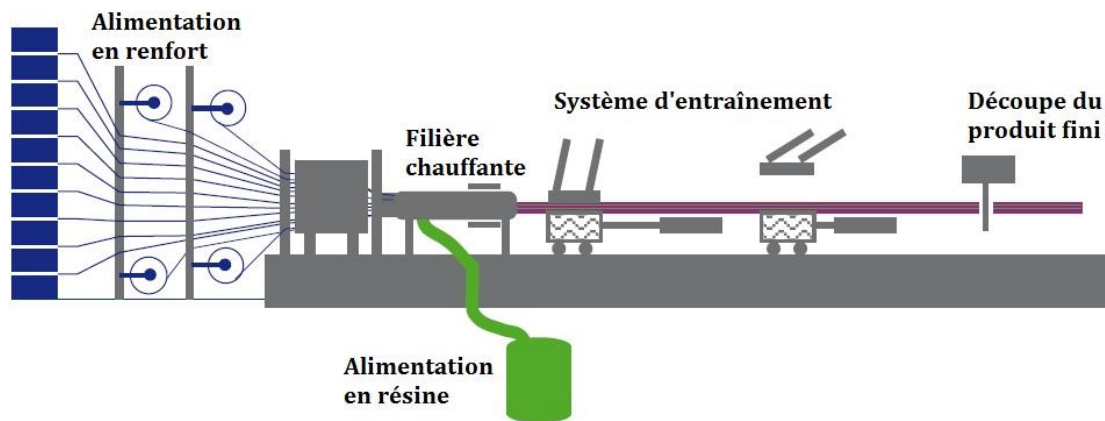 Alimentation
en renfort
Système d'entraînement
Découpe du
produit fini
Filière
chauffante
Alimentation
en résine